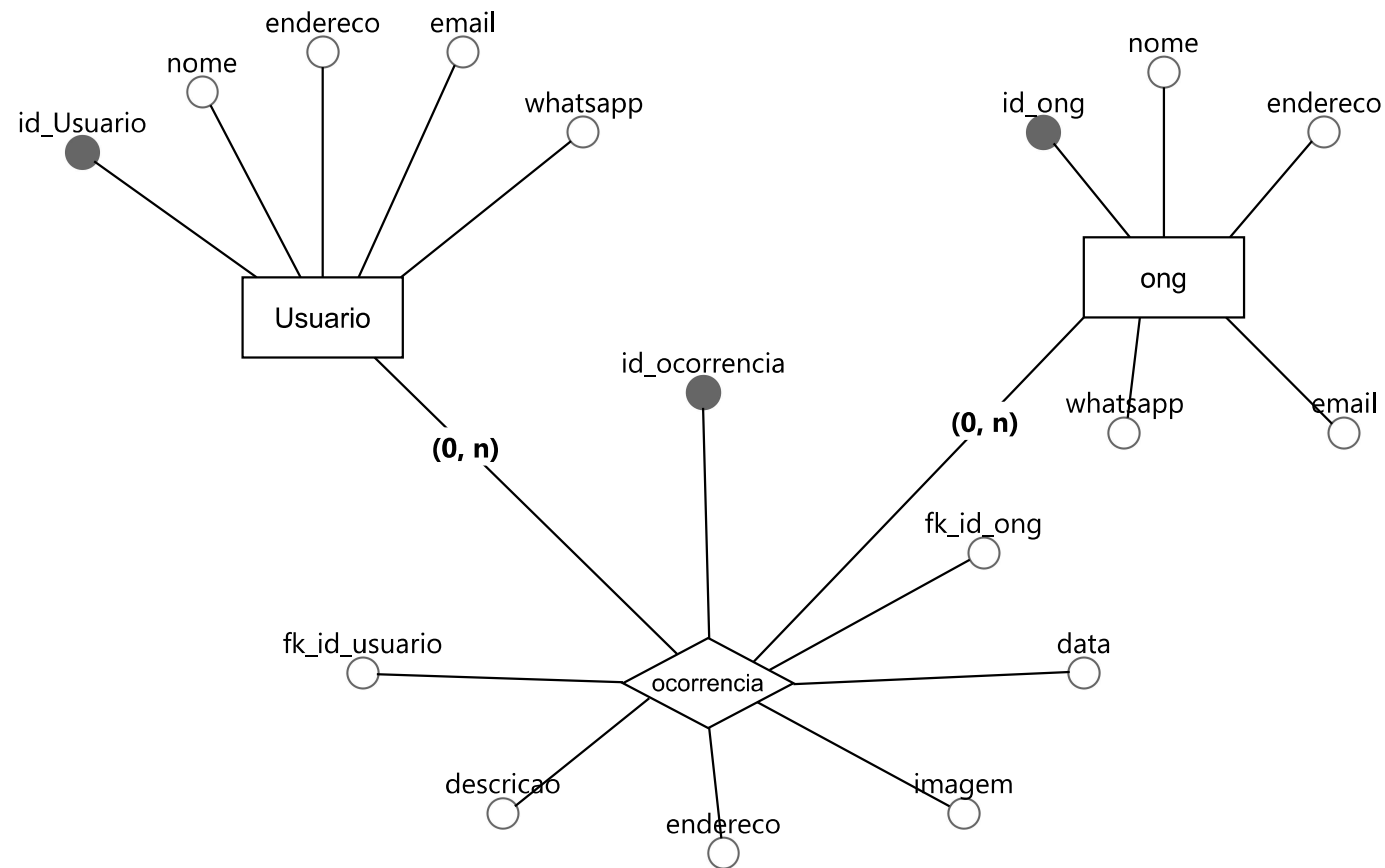 endereco
email
nome
whatsapp
id_Usuario
Usuario
nome
id_ong
endereco
ong
whatsapp
email
id_ocorrencia
(0, n)
(0, n)
fk_id_ong
fk_id_usuario
data
ocorrencia
descricao
imagem
endereco